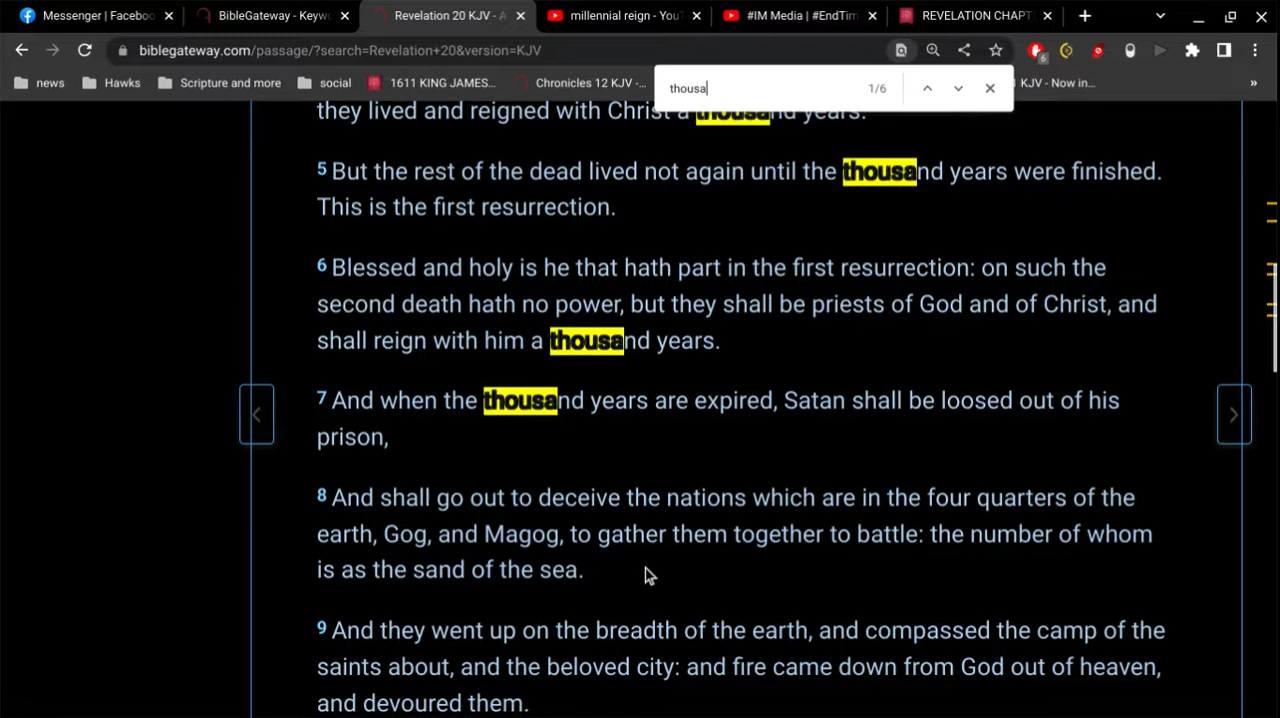 Messenger | Faceboo
BibleGateway - Keyw
Revelation 20 KJV - A
millennial reign - YouT
#IM Media | #EndTim
REVELATION CHAPT
biblegateway.com/passage/?search=Revelation+20&version=KJV
6
news
Hawks
Scripture and more
social
1611 KING JAMES...
Chronicles 12 KJV -...
KJV - Now in...
»
thousa
1/6
they lived and reigned with Christ a thousand years.
5 But the rest of the dead lived not again until the thousand years were finished.
This is the first resurrection.
6 Blessed and holy is he that hath part in the first resurrection: on such the
second death hath no power, but they shall be priests of God and of Christ, and
shall reign with him a thousand years.
7 And when the thousand years are expired, Satan shall be loosed out of his
prison,
8 And shall go out to deceive the nations which are in the four quarters of the
earth, Gog, and Magog, to gather them together to battle: the number of whom
is as the sand of the sea.
9 And they went up on the breadth of the earth, and compassed the camp of the
saints about, and the beloved city: and fire came down from God out of heaven,
and devoured them.